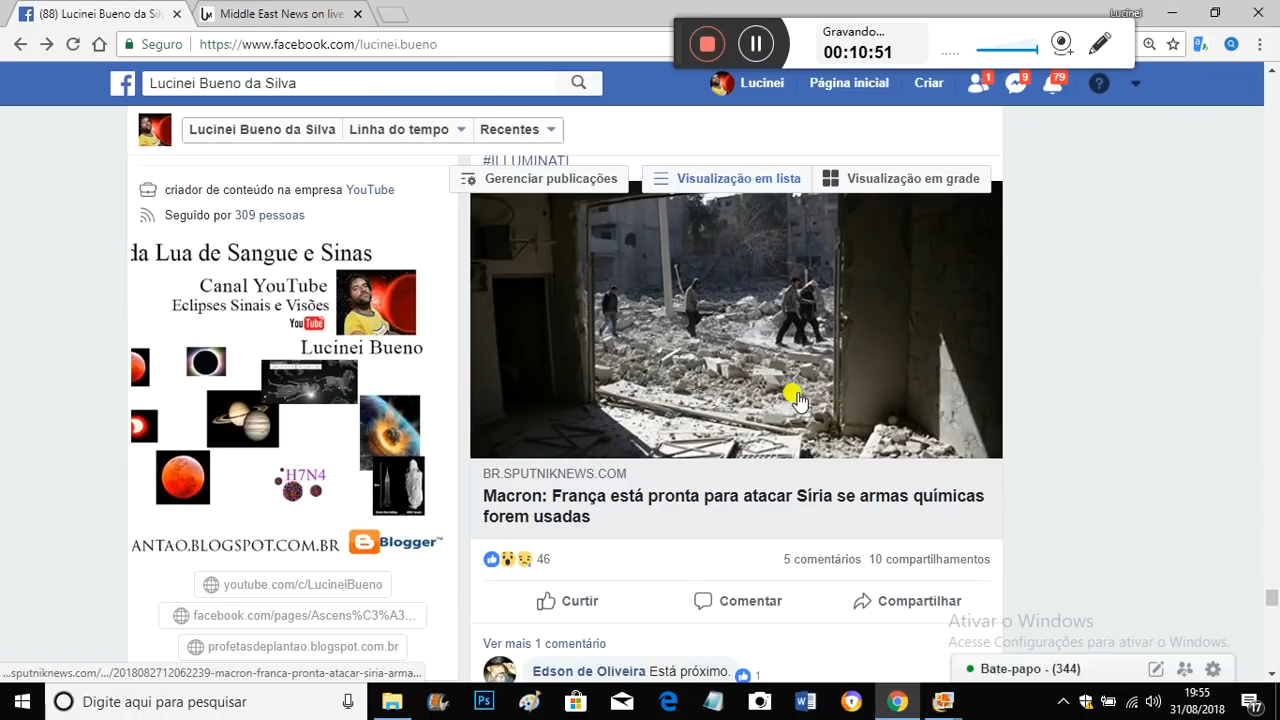 (88) Lucinei Bueno da Silva
Middle East News on live
Lucinei
Seguro
https://www.facebook.com/lucinei.bueno
Gravando...
00:10:51
Lucinei Bueno da Silva
Lucinei
Página inicial
Criar
1
9
79
Lucinei Bueno da Silva
Linha do tempo
Recentes
#ILLUMINATI
Gerenciar publicações
Visualização em lista
Visualização em grade
criador de conteúdo na empresa YouTube
Seguido por 309 pessoas
da Lua de Sangue e Sinas
Canal YouTube
Eclipses Sinais e Visões
YouTube
Lucinei Bueno
H7N4
ANTAO.BLOGSPOT.COM.BR
Blogger™
youtube.com/c/LucineiBueno
facebook.com/pages/Ascens%C3%A3...
profetasdeplantao.blogspot.com.br
BR.SPUTNIKNEWS.COM
Macron: França está pronta para atacar Síria se armas químicas
forem usadas
46
5 comentários 10 compartilhamentos
Curtir
Comentar
Compartilhar
Ver mais 1 comentário
Edson de Oliveira Está próximo.
1
Ativar o Windows
Acesse Configurações para ativar o Windows.
Bate-papo - (344)
...sputniknews.com/.../2018082712062239-macron-franca-pronta-atacar-siria-arma...
Digite aqui para pesquisar
19:55
31/08/2018
17